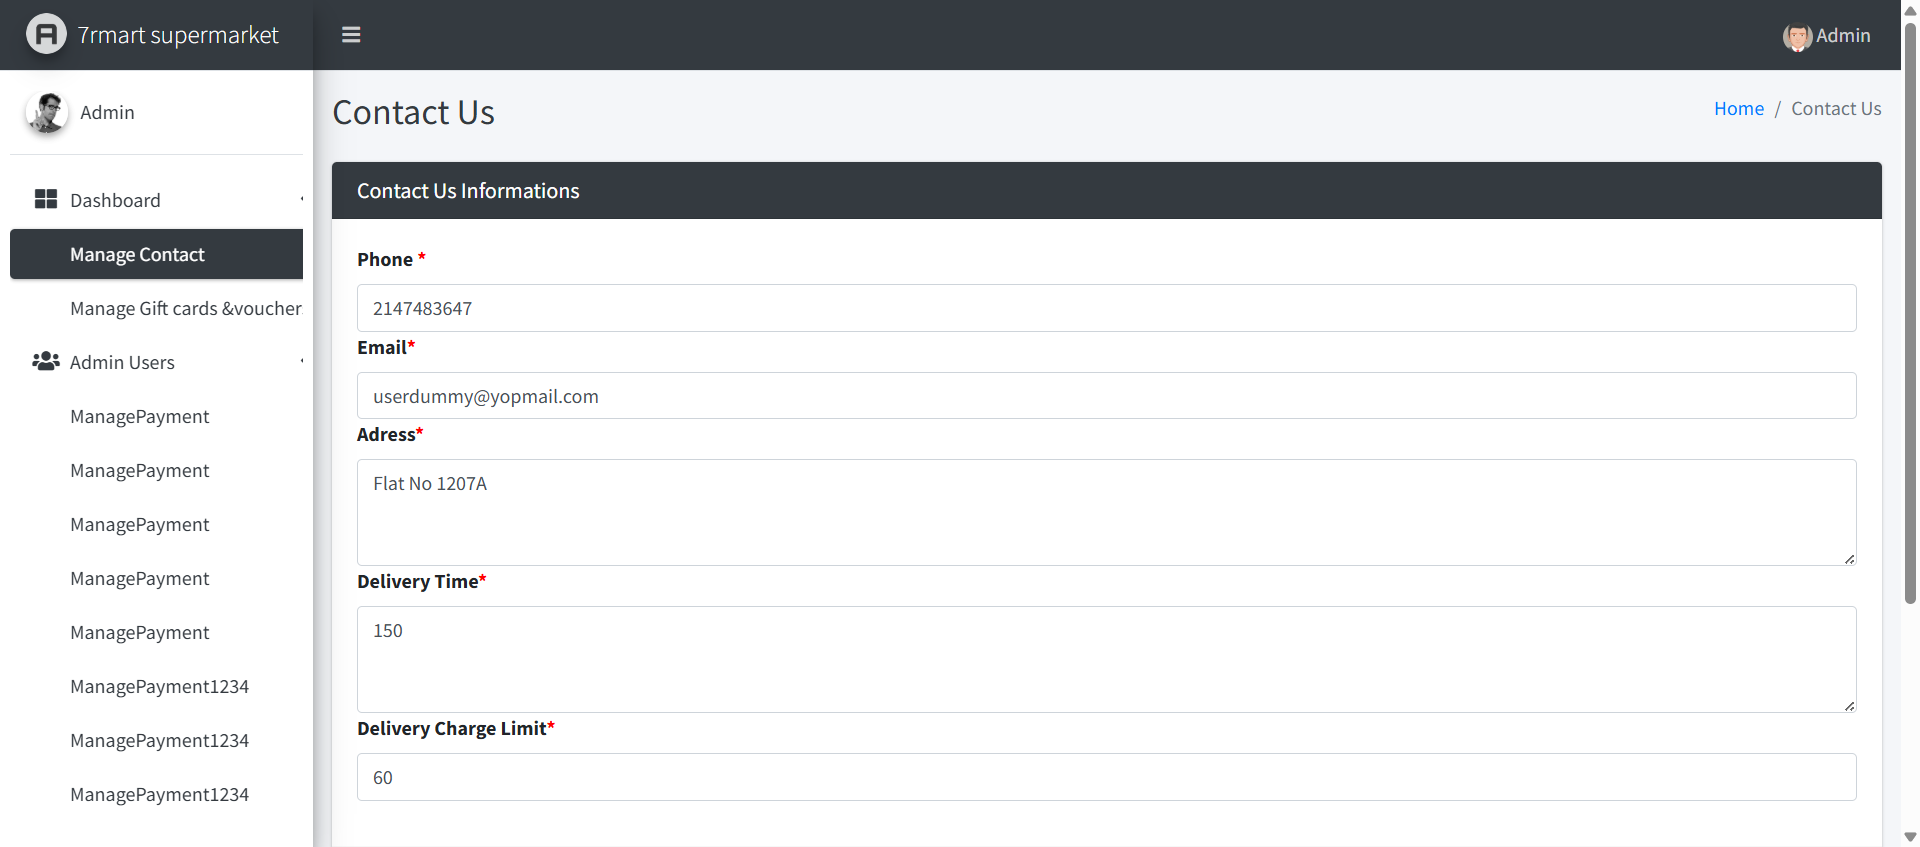 7rmart supermarket
Admin
Admin
Contact Us
Home / Contact Us
Dashboard
Manage Contact
Manage Gift cards &voucher
Admin Users
ManagePayment
ManagePayment
ManagePayment
ManagePayment
ManagePayment
ManagePayment1234
ManagePayment1234
ManagePayment1234
Contact Us Informations
Phone *
2147483647
Email*
userdummy@yopmail.com
Adress*
Flat No 1207A
Delivery Time*
150
Delivery Charge Limit*
60